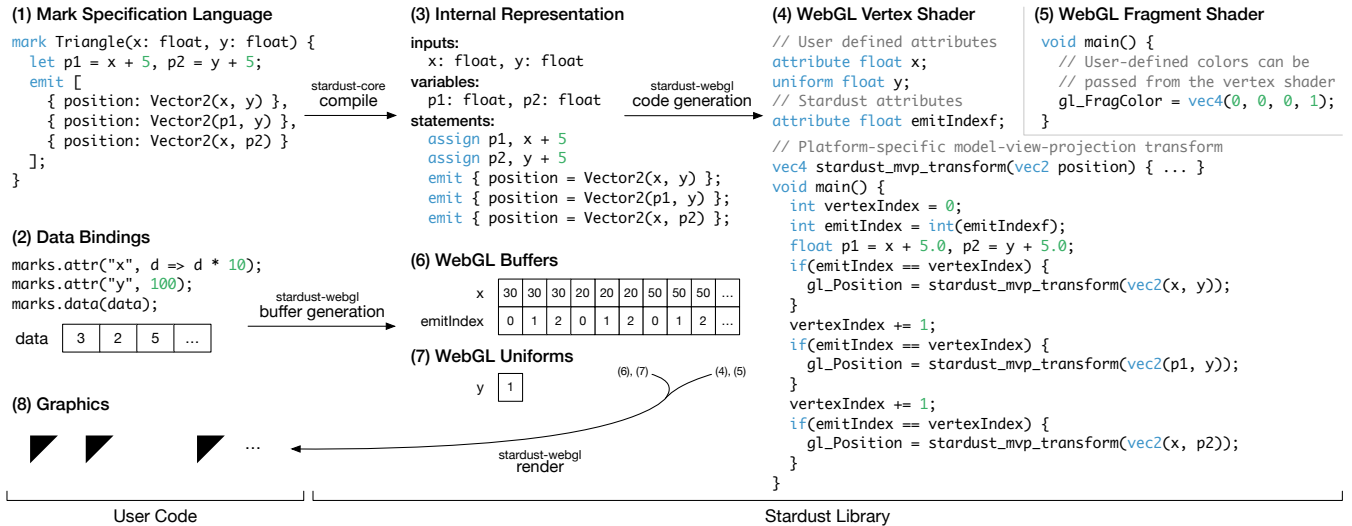 (1) Mark Specification Language
mark Triangle(x: float, y: float) {
let p1 = x + 5, p2 = y + 5;
emit [
{ position: Vector2(x, y) },
{ position: Vector2(p1, y) },
{ position: Vector2(x, p2) }
];
}
stardust-core
compile
(2) Data Bindings
marks.attr("x", d => d * 10);
marks.attr("y", 100);
marks.data(data);
data 3 2 5 ...
stardust-webgl
buffer generation
(3) Internal Representation
inputs:
x: float, y: float
variables:
p1: float, p2: float
statements:
assign p1, x + 5
assign p2, y + 5
emit { position = Vector2(x, y) };
emit { position = Vector2(p1, y) };
emit { position = Vector2(x, p2) };
stardust-webgl
code generation
(4) WebGL Vertex Shader
// User defined attributes
attribute float x;
uniform float y;
// Stardust attributes
attribute float emitIndexf;
// Platform-specific model-view-projection transform
vec4 stardust_mvp_transform(vec2 position) { ... }
void main() {
int vertexIndex = 0;
int emitIndex = int(emitIndexf);
float p1 = x + 5.0, p2 = y + 5.0;
if(emitIndex == vertexIndex) {
gl_Position = stardust_mvp_transform(vec2(x, y));
}
vertexIndex += 1;
if(emitIndex == vertexIndex) {
gl_Position = stardust_mvp_transform(vec2(p1, y));
}
vertexIndex += 1;
if(emitIndex == vertexIndex) {
gl_Position = stardust_mvp_transform(vec2(x, p2));
}
}
(5) WebGL Fragment Shader
void main() {
// User-defined colors can be
// passed from the vertex shader
gl_FragColor = vec4(0, 0, 0, 1);
}
(6) WebGL Buffers
x 30 30 30 20 20 20 50 50 50 ...
emitIndex 0 1 2 0 1 2 0 1 2 ...
(7) WebGL Uniforms
y 1
(6), (7)
(4), (5)
(8) Graphics
...
stardust-webgl
render
User Code
Stardust Library